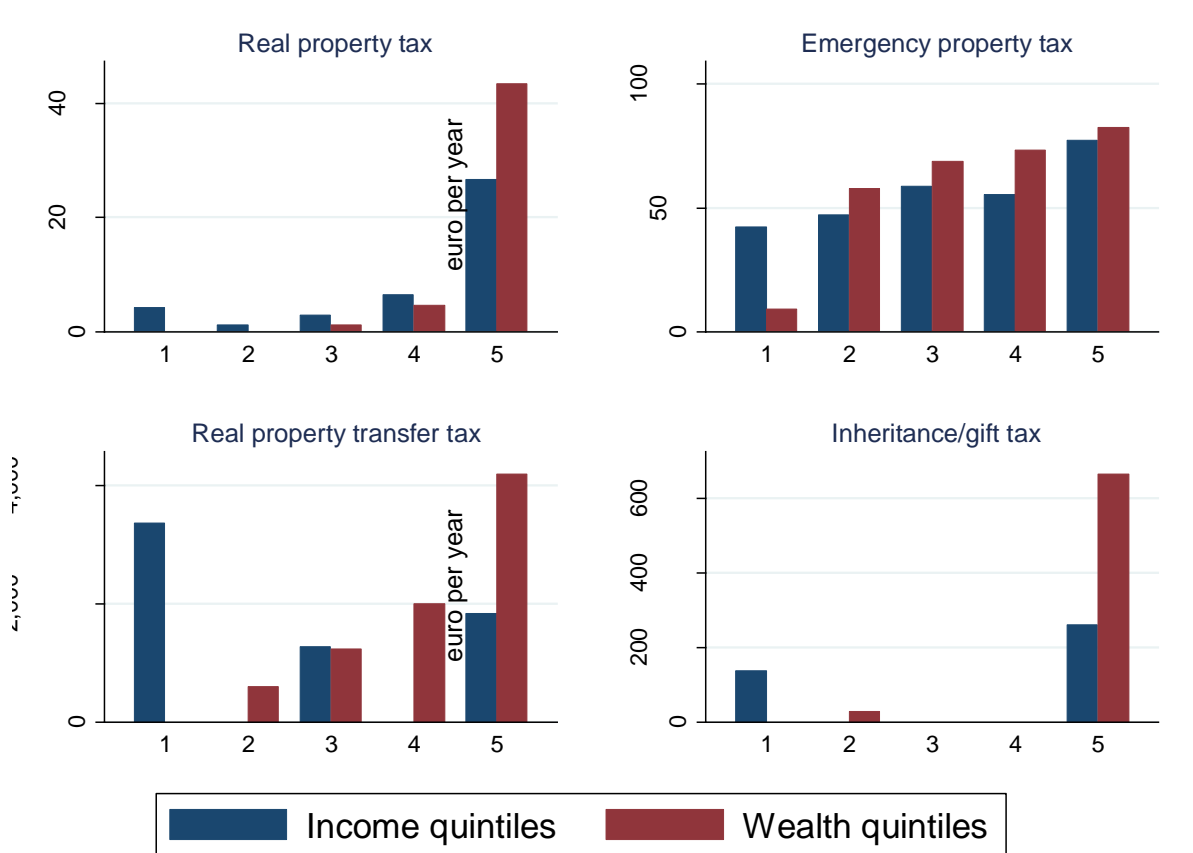 Real property tax
40
20
0
1 2 3 4 5
euro per year
Emergency property tax
100
50
0
1 2 3 4 5
Real property transfer tax
0
1 2 3 4 5
euro per year
Inheritance/gift tax
600
400
200
0
1 2 3 4 5
Income quintiles
Wealth quintiles